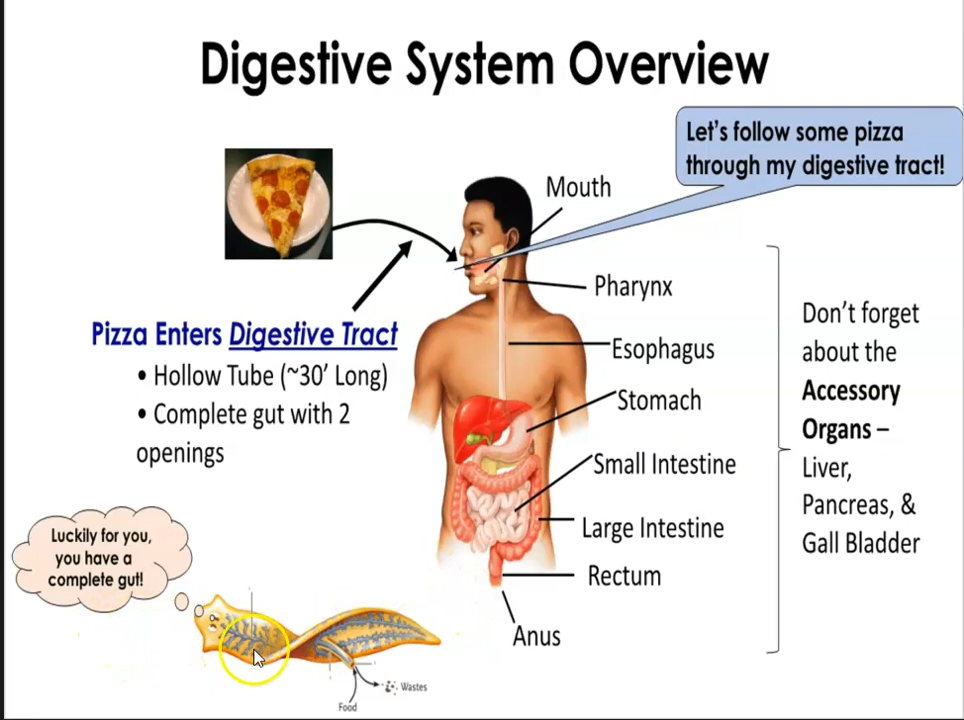 Digestive System Overview
Let's follow some pizza
through my digestive tract!
Mouth
Pharynx
Esophagus
Stomach
Small Intestine
Large Intestine
Rectum
Anus
Pizza Enters Digestive Tract
• Hollow Tube (~30' Long)
• Complete gut with 2
openings
Don't forget
about the
Accessory
Organs –
Liver,
Pancreas, &
Gall Bladder
Luckily for you,
you have a
complete gut!
Wastes
Food